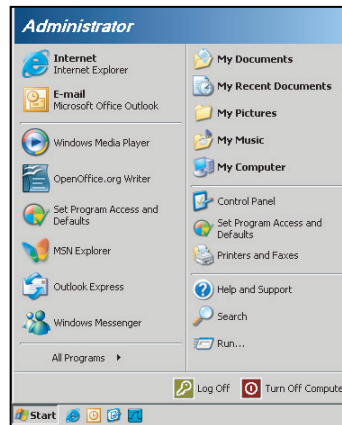 Administrator
Internet
Internet Explorer
E-mail
Microsoft Office Outlook
Windows Media Player
OpenOffice.org Writer
Set Program Access and
Defaults
MSN Explorer
Outlook Express
Windows Messenger
All Programs
My Documents
My Recent Documents
My Pictures
My Music
My Computer
Control Panel
Set Program Access and
Defaults
Printers and Faxes
Help and Support
Search
Run...
Log Off
Turn Off Compute
Start